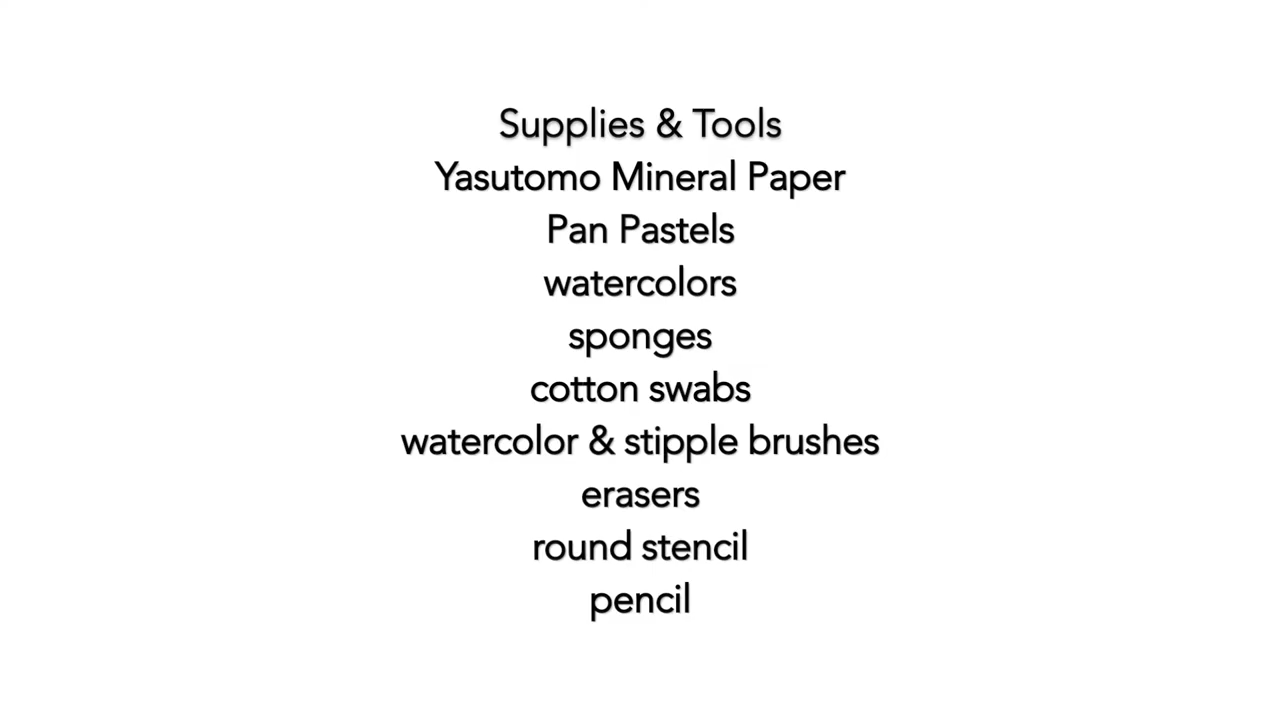 Supplies & Tools
Yasutomo Mineral Paper
Pan Pastels
watercolors
sponges
cotton swabs
watercolor & stipple brushes
erasers
round stencil
pencil